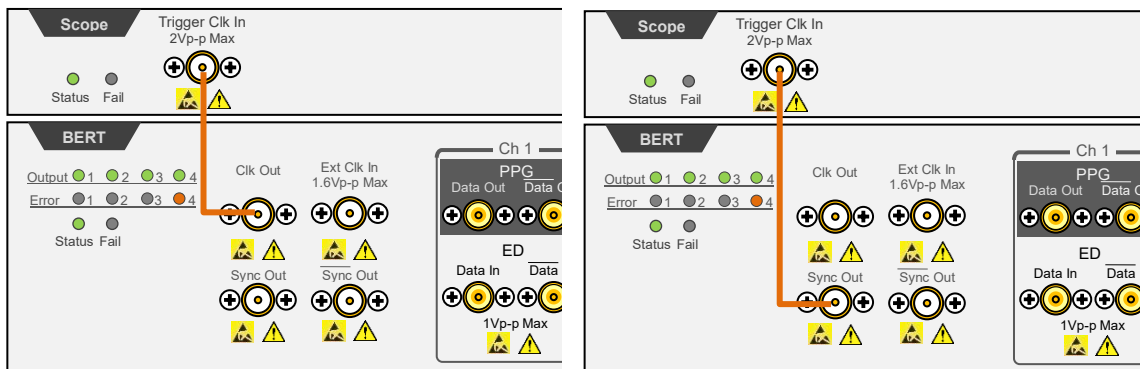 Scope
Trigger Clk In
2Vp-p Max
Status Fail
BERT
Clk Out
Ext Clk In
1.6Vp-p Max
Ch 1
PPG
Data Out Data O
Output 1 2 3 4
Error 1 2 3 4
Status Fail
Sync Out Sync Out
ED
Data In Data
1Vp-p Max
Scope
Trigger Clk In
2Vp-p Max
Status Fail
BERT
Clk Out
Ext Clk In
1.6Vp-p Max
Ch 1
PPG
Data Out Data O
Output 1 2 3 4
Error 1 2 3 4
Status Fail
Sync Out Sync Out
ED
Data In Data
1Vp-p Max